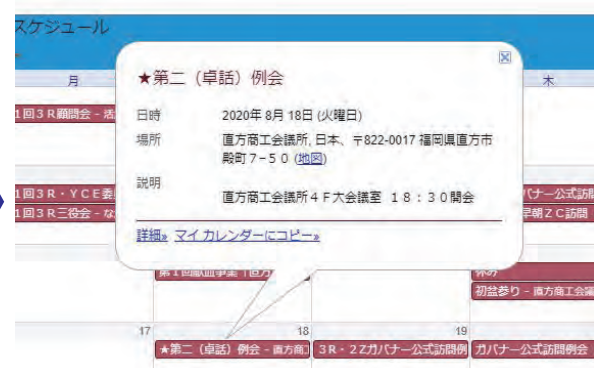 スケジュール
月
木
★第二（卓話）例会
日時 2020年 8月 18日 (火曜日)
場所 直方商工会議所, 日本、〒822-0017 福岡県直方市
殿町７−５０ (地図)
説明
直方商工会議所４Ｆ大会議室 １８：３０開会
詳細» マイ カレンダーにコピー»
1回3Ｒ顧問会 - 活
1回3Ｒ・ＹＣＥ委
1回3Ｒ三役会 - な
バナー公式訪問
早朝ＺＣ訪問
第１回献血事業
休み
初盆参り - 直方商工会議
17
18
19
★第二（卓話）例会 - 直方商工
3Ｒ・2Ｚガバナー公式訪問例
ガバナー公式訪問例会